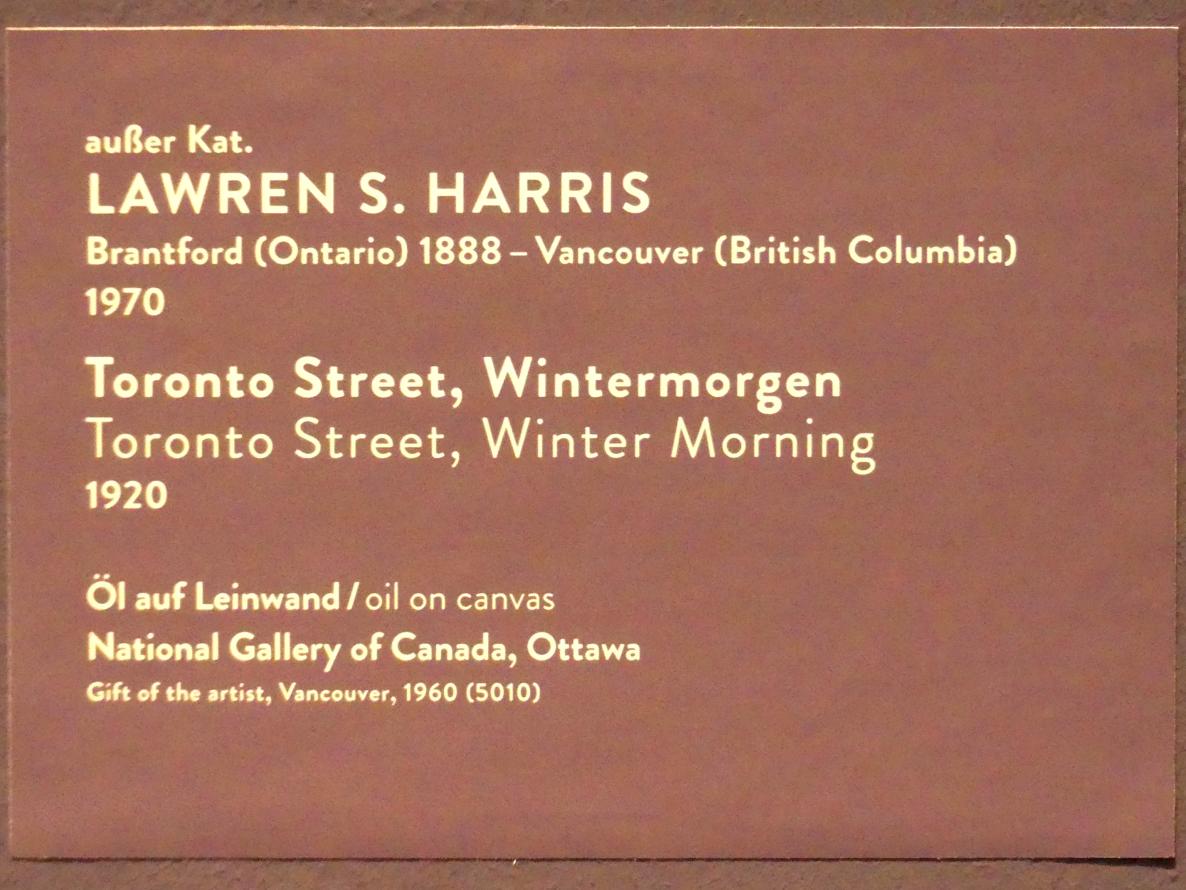 außer Kat.
LAWREN S. HARRIS
Brantford (Ontario) 1888 – Vancouver (British Columbia)
1970
Toronto Street, Wintermorgen
Toronto Street, Winter Morning
1920
Öl auf Leinwand / oil on canvas
National Gallery of Canada, Ottawa
Gift of the artist, Vancouver, 1960 (5010)